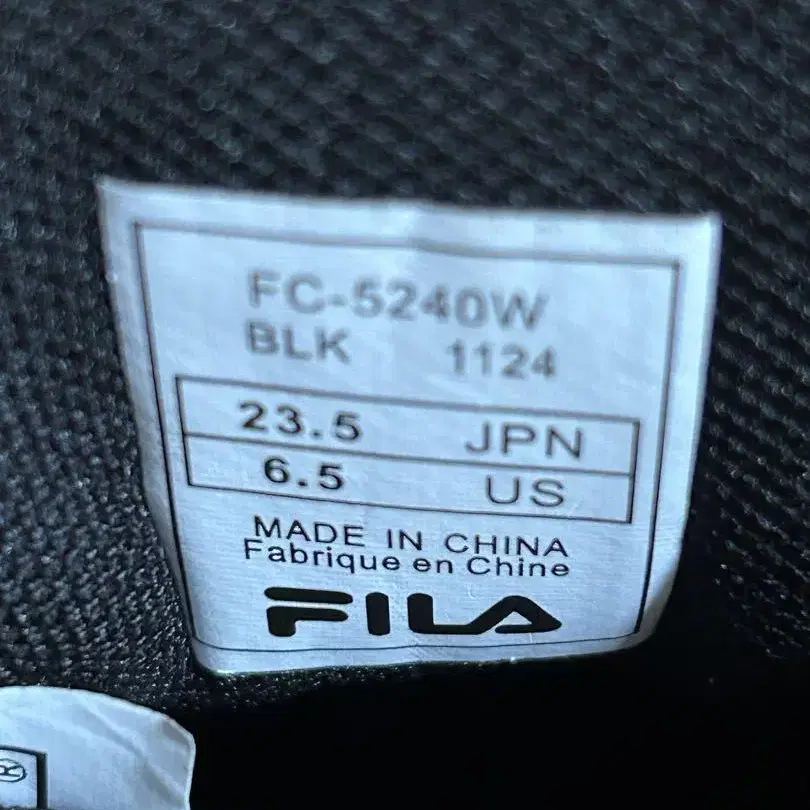 FC-5240W
BLK 1124
23.5 JPN
6.5 US
MADE IN CHINA
Fabrique en Chine
FILA
®